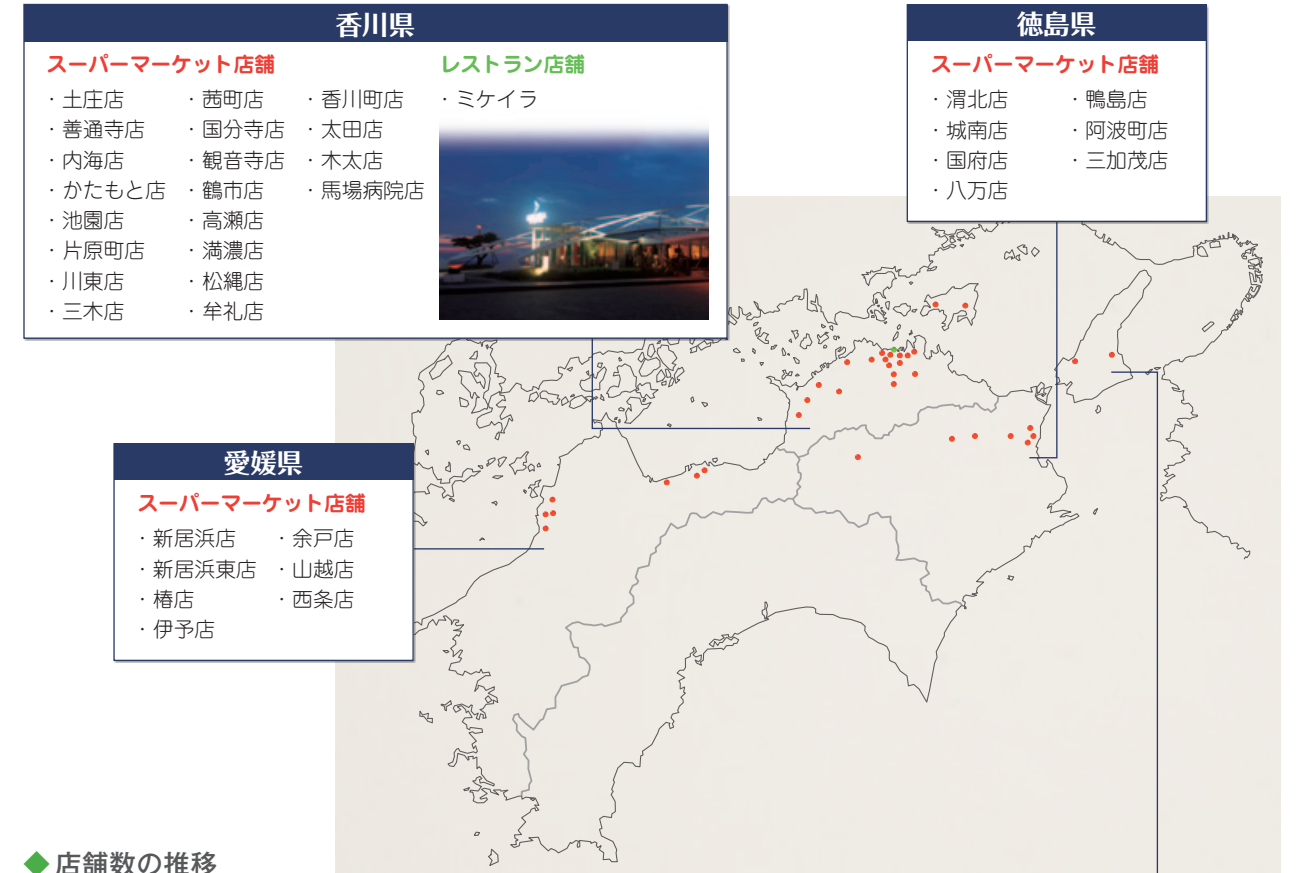 香川県
スーパーマーケット店舗
・土庄店
・善通寺店
・内海店
・かたもと店
・池園店
・片原町店
・川東店
・三木店
・茜町店
・国分寺店
・観音寺店
・鶴市店
・高瀬店
・満濃店
・松縄店
・牟礼店
・香川町店
・太田店
・木太店
・馬場病院店
レストラン店舗
・ミケイラ
徳島県
スーパーマーケット店舗
・渭北店
・城南店
・国府店
・八万店
・鴨島店
・阿波町店
・三加茂店
愛媛県
スーパーマーケット店舗
・新居浜店
・新居浜東店
・椿店
・伊予店
・余戸店
・山越店
・西条店
◆ 店舗数の推移